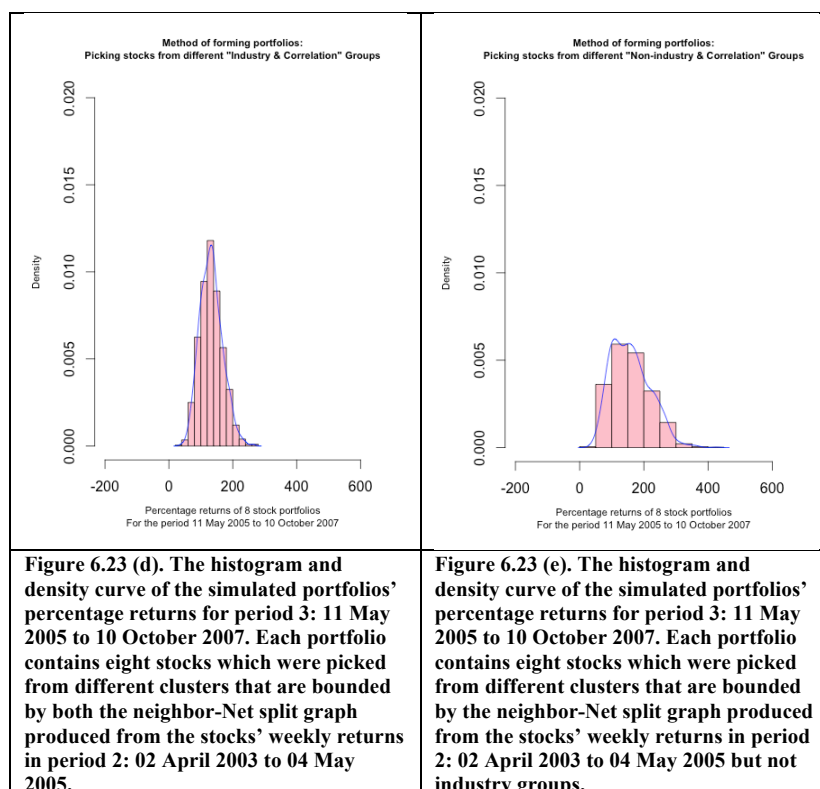 Method of forming portfolios:
Picking stocks from different "Industry & Correlation" Groups
0.020
0.015
0.010
0.005
0.000
Density
-200 0 200 400 600
Percentage returns of 8 stock portfolios
For the period 11 May 2005 to 10 October 2007
Figure 6.23 (d). The histogram and
density curve of the simulated portfolios’
percentage returns for period 3: 11 May
2005 to 10 October 2007. Each portfolio
contains eight stocks which were picked
from different clusters that are bounded
by both the neighbor-Net split graph
produced from the stocks’ weekly returns
in period 2: 02 April 2003 to 04 May
2005.
Method of forming portfolios:
Picking stocks from different "Non-industry & Correlation" Groups
0.020
0.015
0.010
0.005
0.000
Density
-200 0 200 400 600
Percentage returns of 8 stock portfolios
For the period 11 May 2005 to 10 October 2007
Figure 6.23 (e). The histogram and
density curve of the simulated portfolios’
percentage returns for period 3: 11 May
2005 to 10 October 2007. Each portfolio
contains eight stocks which were picked
from different clusters that are bounded
by the neighbor-Net split graph produced
from the stocks’ weekly returns in period
2: 02 April 2003 to 04 May 2005 but not
industry groups.